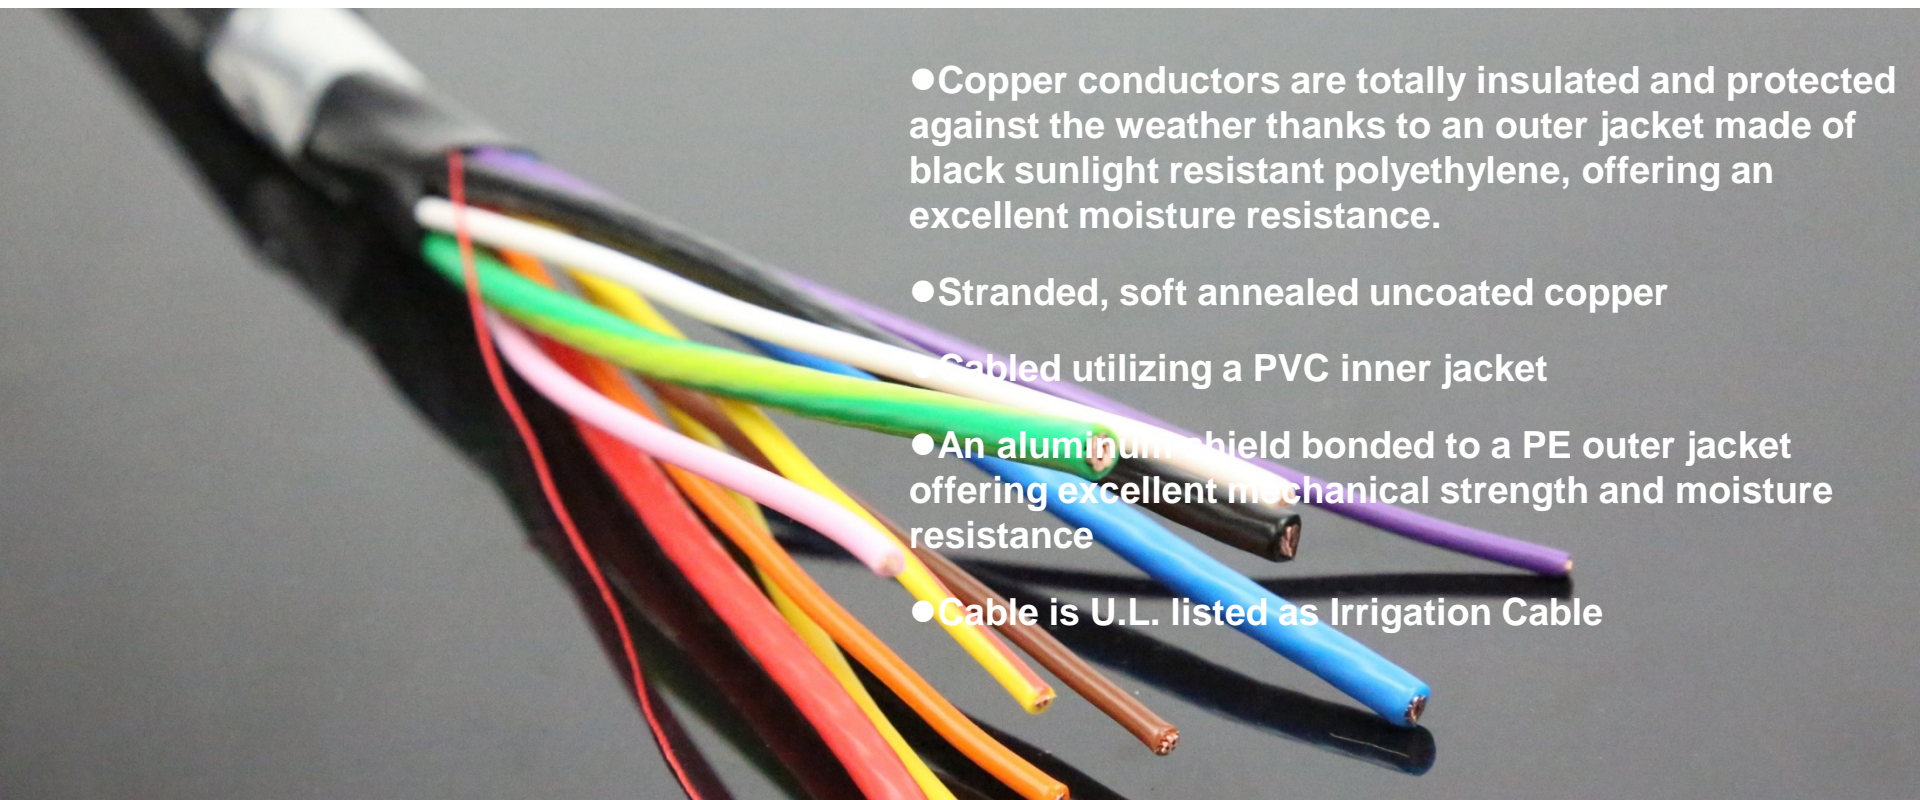 ●Copper conductors are totally insulated and protected
against the weather thanks to an outer jacket made of
black sunlight resistant polyethylene, offering an
excellent moisture resistance.
●Stranded, soft annealed uncoated copper
●Cabled utilizing a PVC inner jacket
●An aluminum shield bonded to a PE outer jacket
offering excellent mechanical strength and moisture
resistance
●Cable is U.L. listed as Irrigation Cable